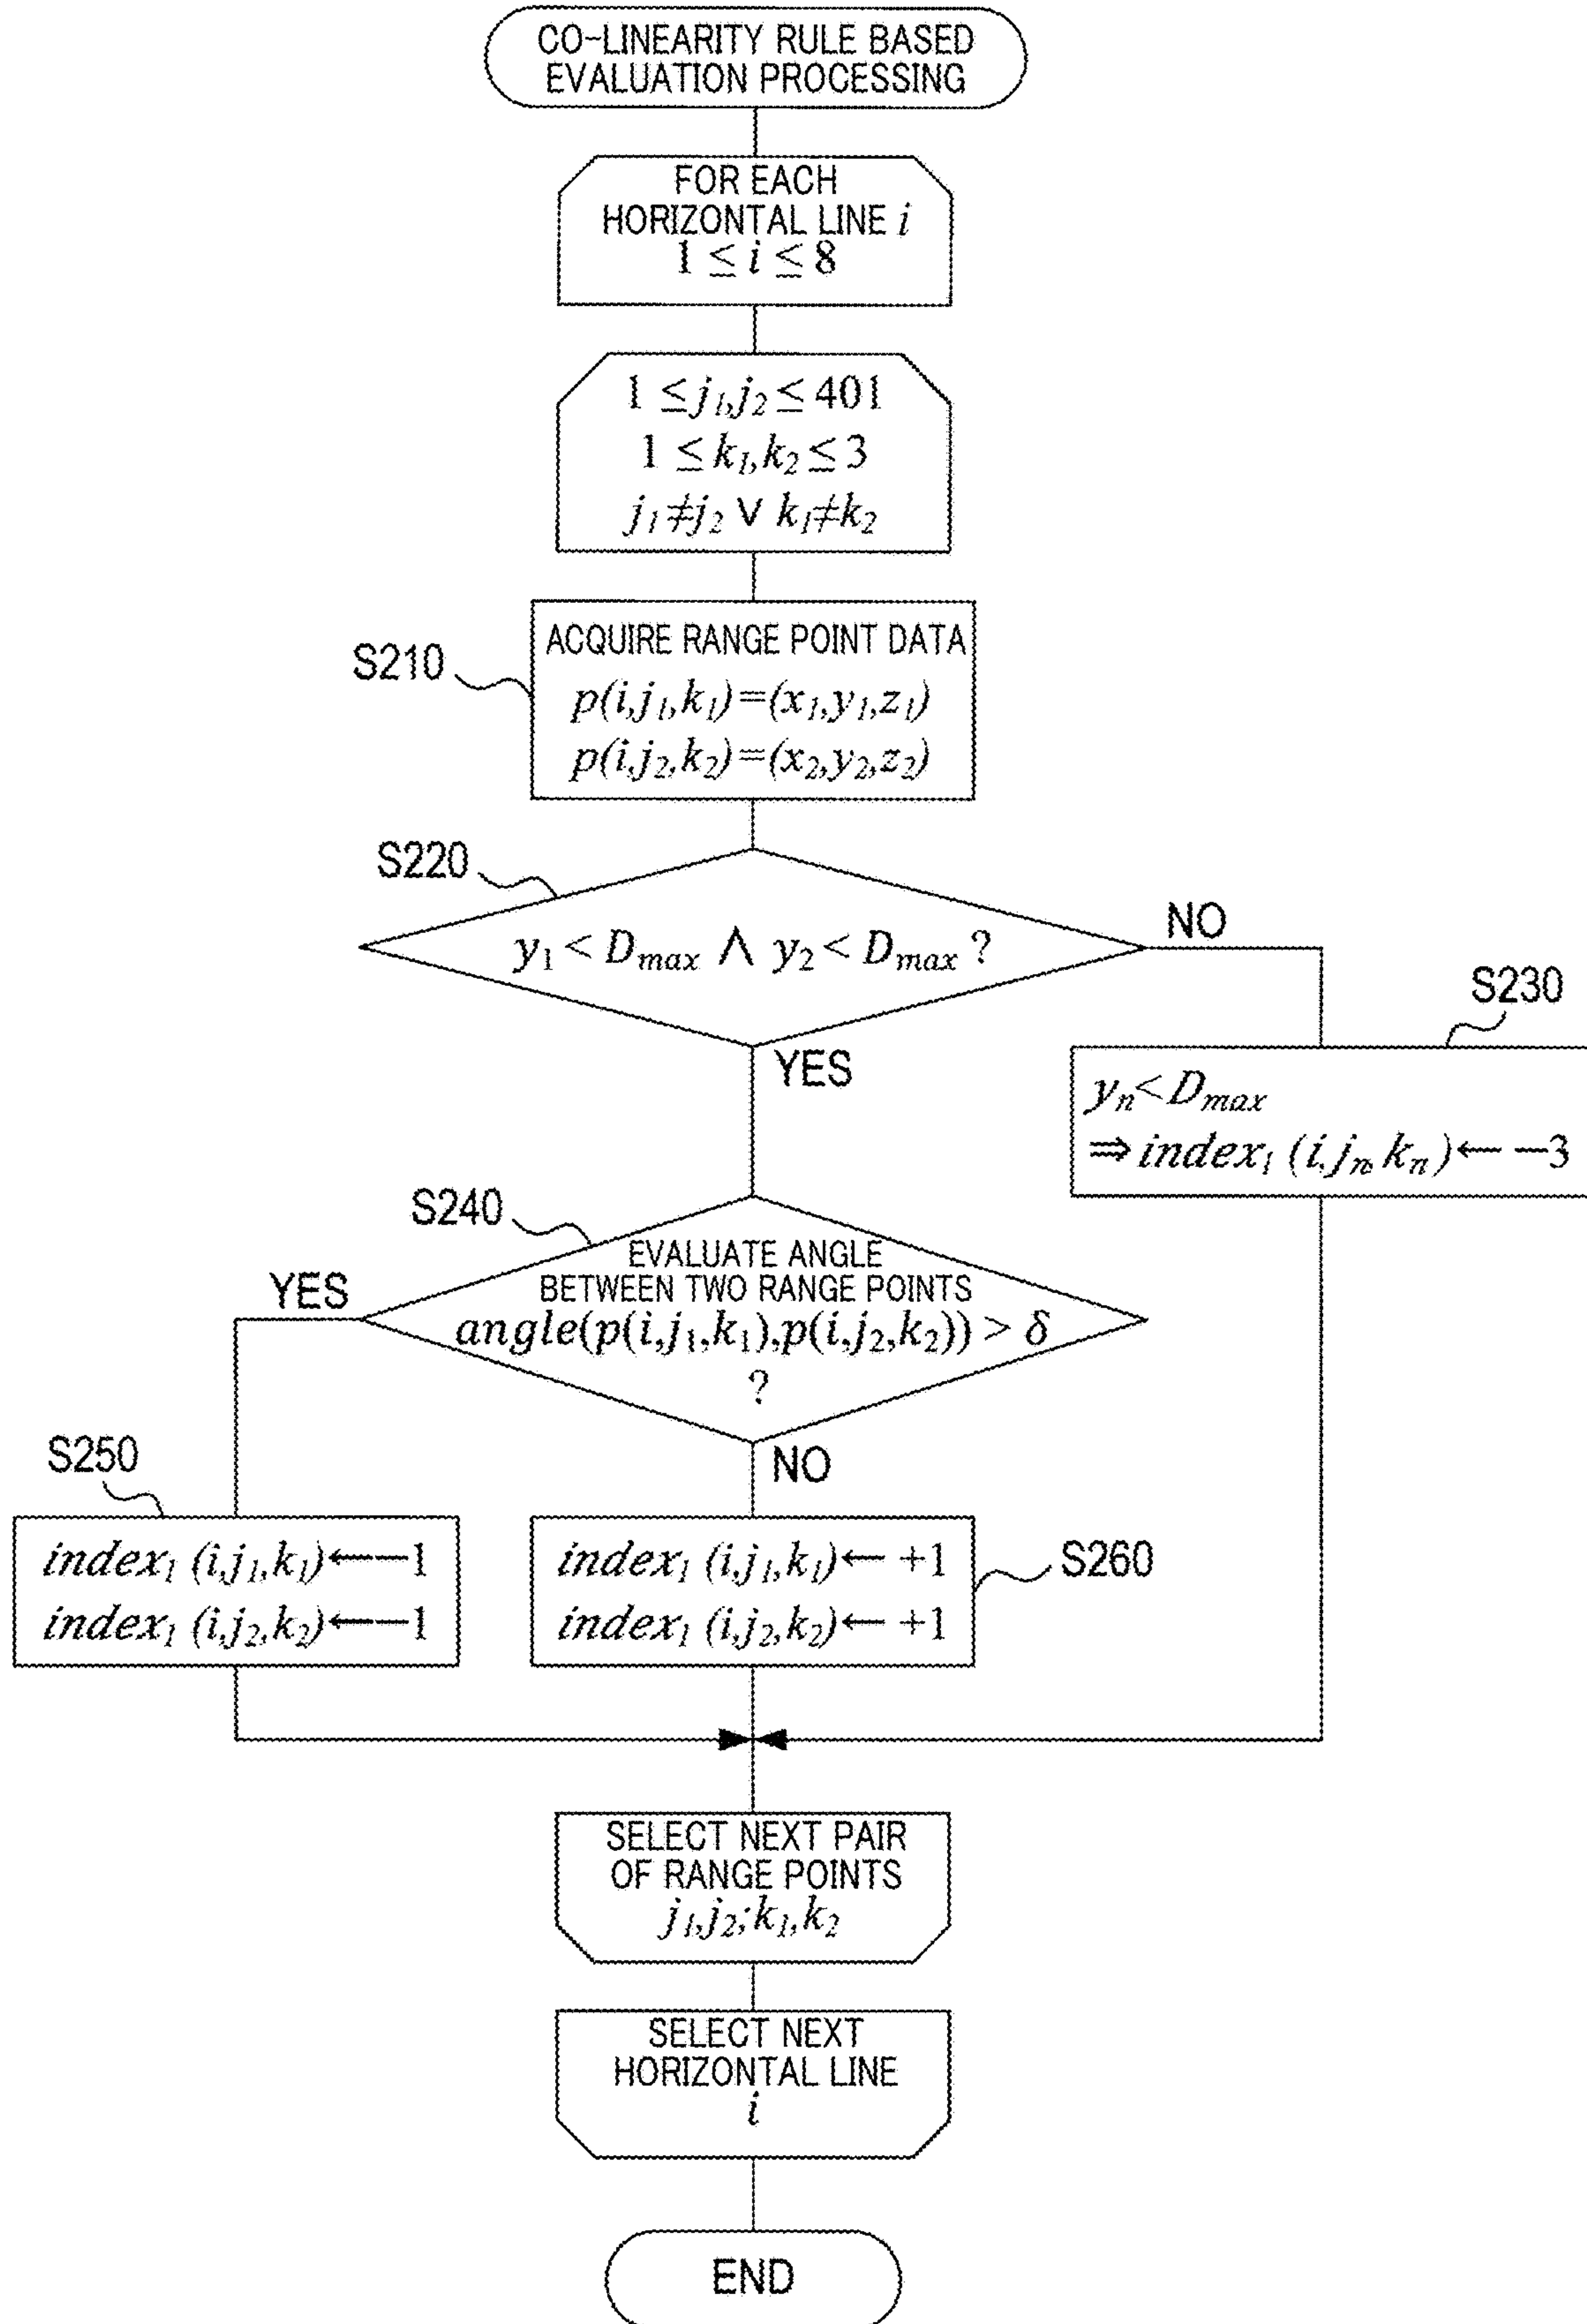 CO-LINEARITY RULE BASED
EVALUATION PROCESSING
FOR EACH
HORIZONTAL LINE i
1 ≦ i ≦ 8
1 ≦ j₁,j₂ ≦ 401
1 ≦ k₁,k₂ ≦ 3
j₁≠j₂ ∨ k₁≠k₂
S210
ACQUIRE RANGE POINT DATA
p(i,j₁,k₁)=(x₁,y₁,z₁)
p(i,j₂,k₂)=(x₂,y₂,z₂)
S220
y₁ < Dmax ∧ y₂ < Dmax ?
NO
YES
S230
yₙ<Dmax
⇒ index₁ (i,jₙ,kₙ)← −3
S240
EVALUATE ANGLE
BETWEEN TWO RANGE POINTS
angle(p(i,j₁,k₁),p(i,j₂,k₂)) > δ
?
YES
NO
S250
index₁ (i,j₁,k₁)←−1
index₁ (i,j₂,k₂)←−1
index₁ (i,j₁,k₁)← +1
index₁ (i,j₂,k₂)← +1
S260
SELECT NEXT PAIR
OF RANGE POINTS
j₁,j₂;k₁,k₂
SELECT NEXT
HORIZONTAL LINE
i
END